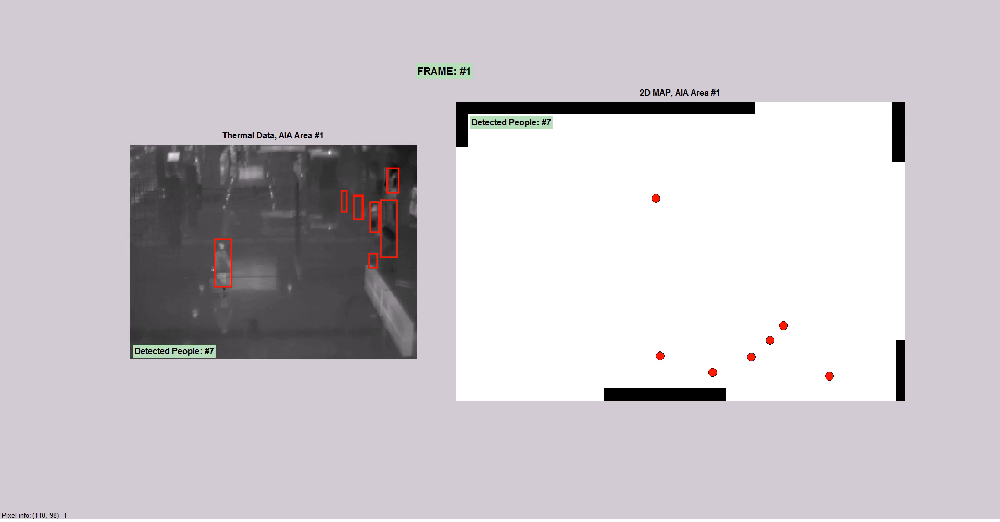 FRAME: #1
2D MAP, AIA Area #1
Detected People: #7
Thermal Data, AIA Area #1
Detected People: #7
Pixel info: (110, 98)  1